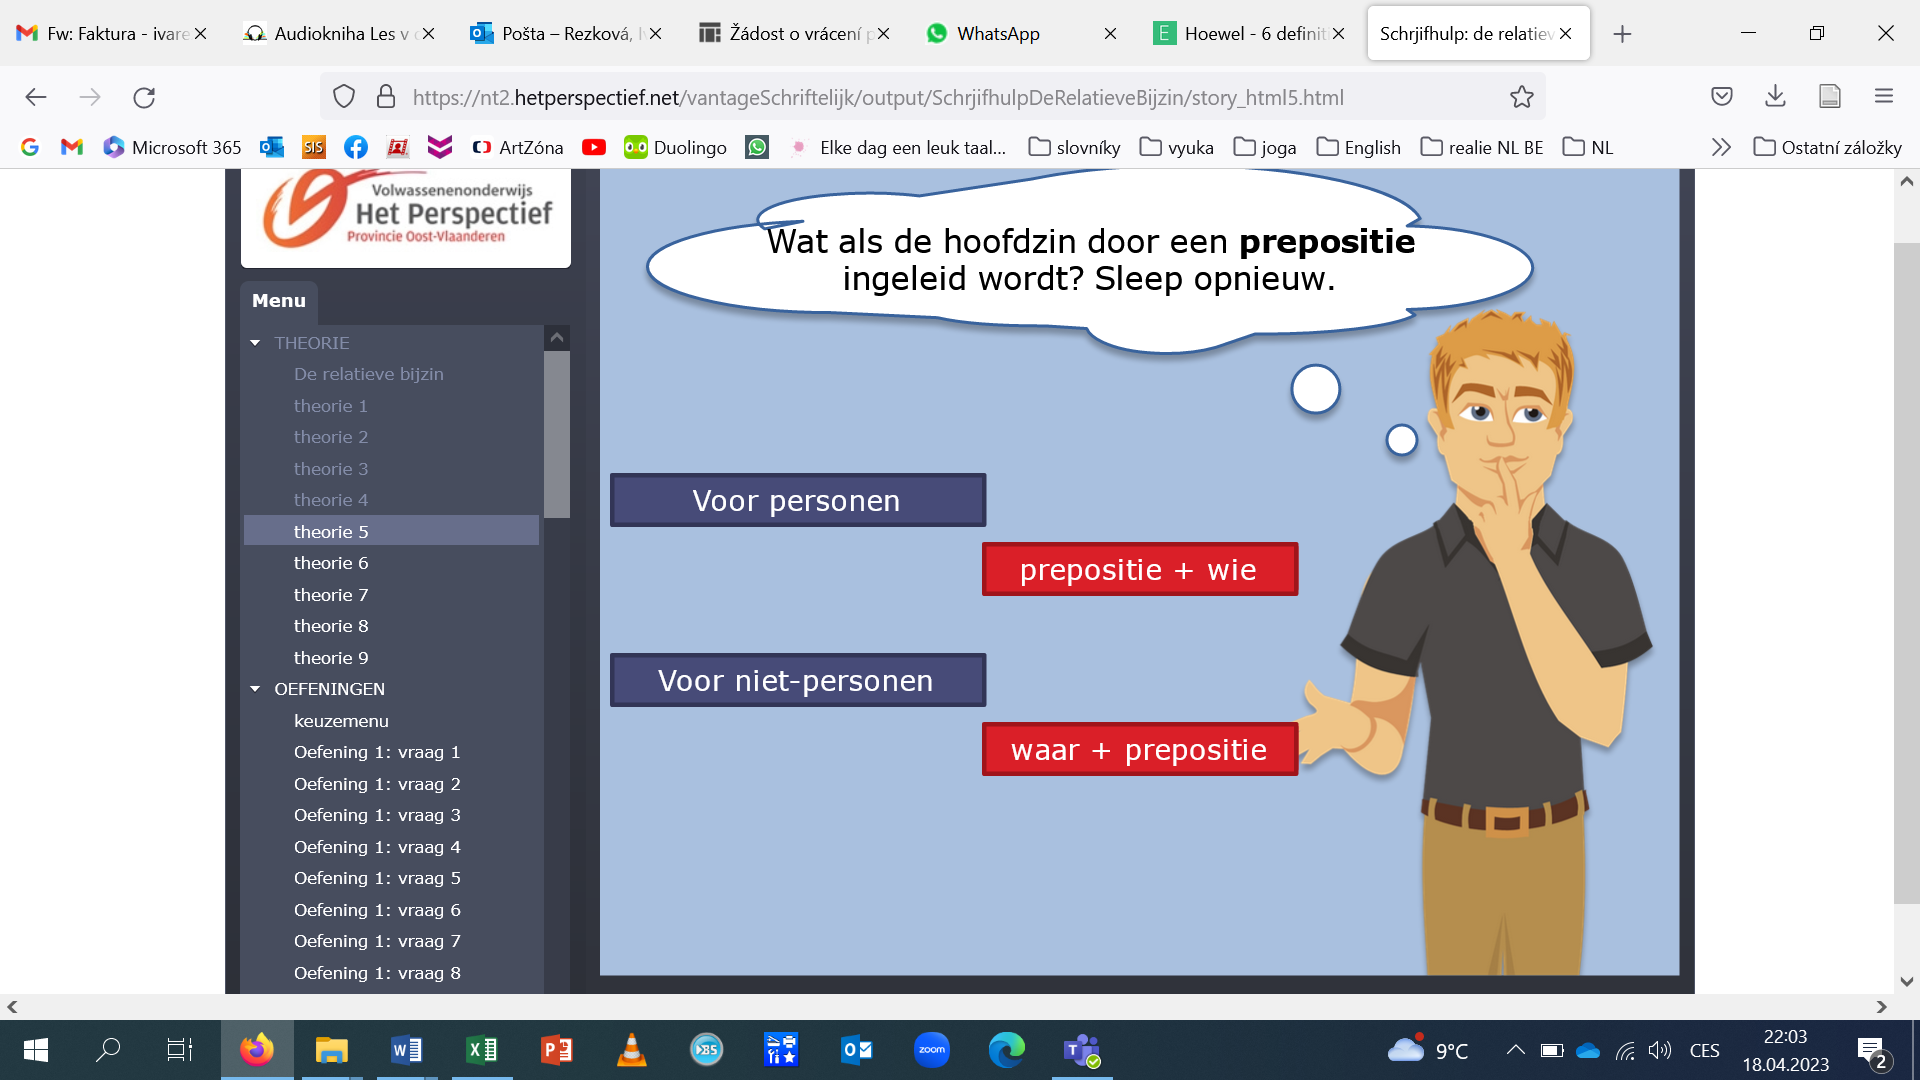 Fw: Faktura - ivare
Audiokniha Les v
Pošta – Rezková, I
Žádost o vrácení p
WhatsApp
Hoewel - 6 definit
Schrjifhulp: de relatiev
https://nt2.hetperspectief.net/vantageSchriftelijk/output/SchrjifhulpDeRelatieveBijzin/story_html5.html
Microsoft 365
SIS
ArtZóna
Duolingo
Elke dag een leuk taal...
slovníky
vyuka
joga
English
realie NL BE
NL
Ostatní záložky
Volwassenenonderwijs
Het Perspectief
Provincie Oost-Vlaanderen
Menu
THEORIE
De relatieve bijzin
theorie 1
theorie 2
theorie 3
theorie 4
theorie 5
theorie 6
theorie 7
theorie 8
theorie 9
OEFENINGEN
keuzemenu
Oefening 1: vraag 1
Oefening 1: vraag 2
Oefening 1: vraag 3
Oefening 1: vraag 4
Oefening 1: vraag 5
Oefening 1: vraag 6
Oefening 1: vraag 7
Oefening 1: vraag 8
Wat als de hoofdzin door een prepositie
ingeleid wordt? Sleep opnieuw.
Voor personen
prepositie + wie
Voor niet-personen
waar + prepositie
zoom
9°C
CES
22:03
18.04.2023
2